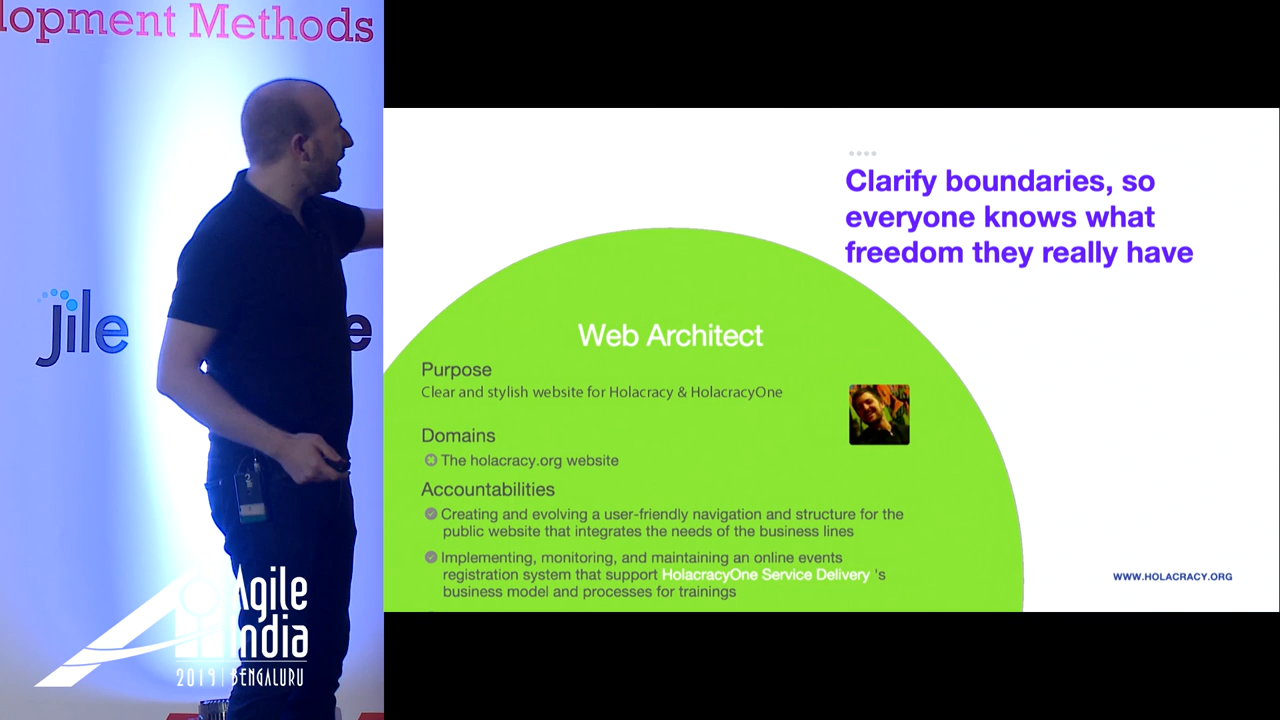 lopment Methods
jile
e
Agile
India
2019 | BENGALURU
Clarify boundaries, so
everyone knows what
freedom they really have
Web Architect
Purpose
Clear and stylish website for Holacracy & HolacracyOne
Domains
The holacracy.org website
Accountabilities
Creating and evolving a user-friendly navigation and structure for the
public website that integrates the needs of the business lines
Implementing, monitoring, and maintaining an online events
registration system that support HolacracyOne Service Delivery 's
business model and processes for trainings
WWW.HOLACRACY.ORG